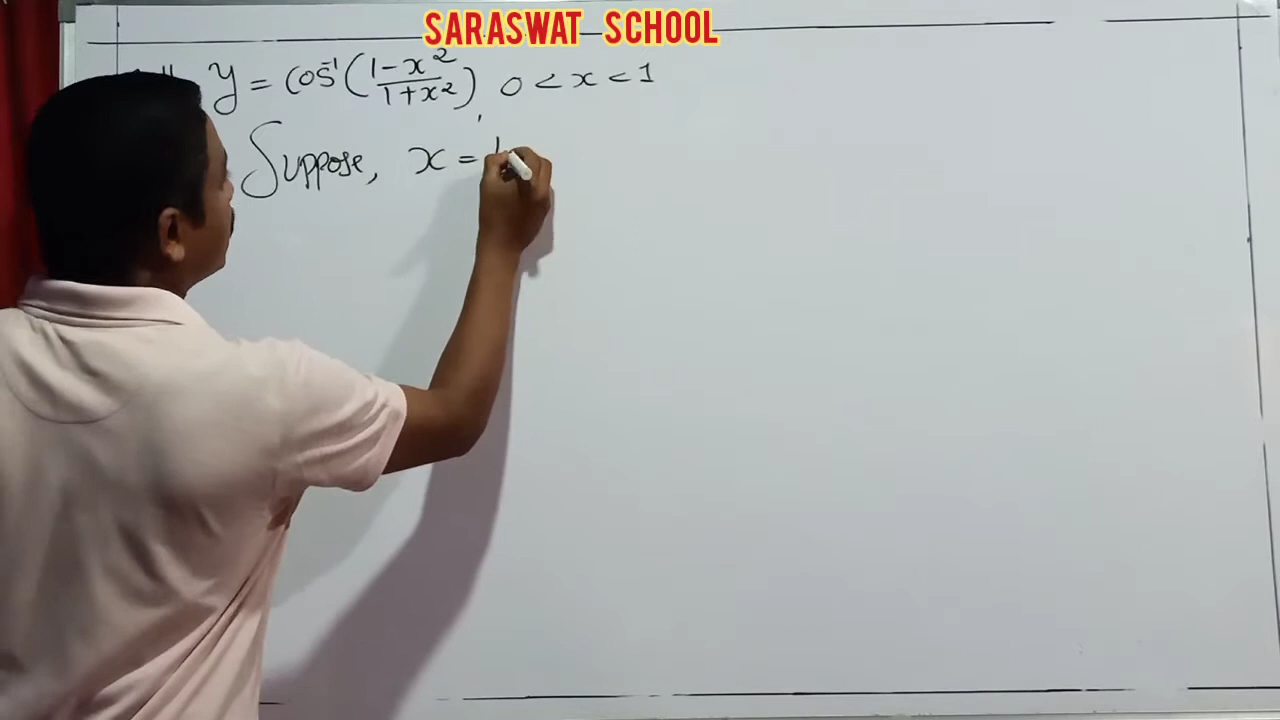 SARASWAT SCHOOL
y = cos⁻¹(1-x²/1+x²), 0 < x < 1
Suppose, x =